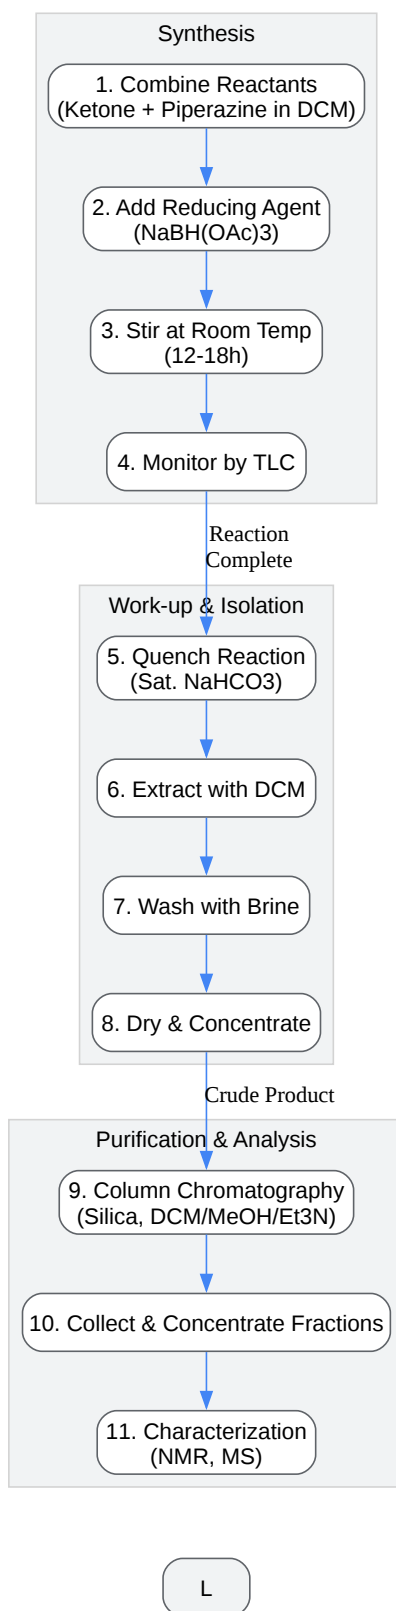 Synthesis
1. Combine Reactants
(Ketone + Piperazine in DCM)
2. Add Reducing Agent
(NaBH(OAc)3)
3. Stir at Room Temp
(12-18h)
4. Monitor by TLC
Reaction
Complete
Work-up & Isolation
5. Quench Reaction
(Sat. NaHCO3)
6. Extract with DCM
7. Wash with Brine
8. Dry & Concentrate
Crude Product
Purification & Analysis
9. Column Chromatography
(Silica, DCM/MeOH/Et3N)
10. Collect & Concentrate Fractions
11. Characterization
(NMR, MS)
L